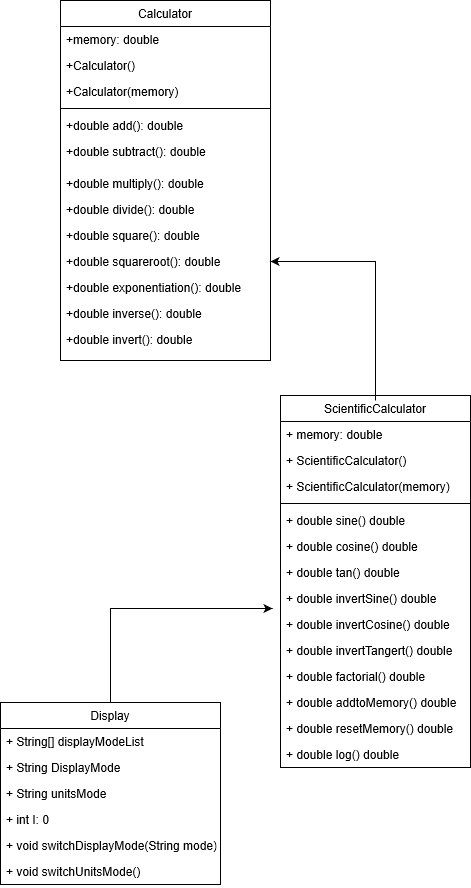 Calculator
+memory: double
+Calculator()
+Calculator(memory)
+double add(): double
+double subtract(): double
+double multiply(): double
+double divide(): double
+double square(): double
+double squareroot(): double
+double exponentiation(): double
+double inverse(): double
+double invert(): double
ScientificCalculator
+ memory: double
+ ScientificCalculator()
+ ScientificCalculator(memory)
+ double sine() double
+ double cosine() double
+ double tan() double
+ double invertSine() double
+ double invertCosine() double
+ double invertTangert() double
+ double factorial() double
+ double addtoMemory() double
+ double resetMemory() double
+ double log() double
Display
+ String[] displayModeList
+ String DisplayMode
+ String unitsMode
+ int I: 0
+ void switchDisplayMode(String mode)
+ void switchUnitsMode()